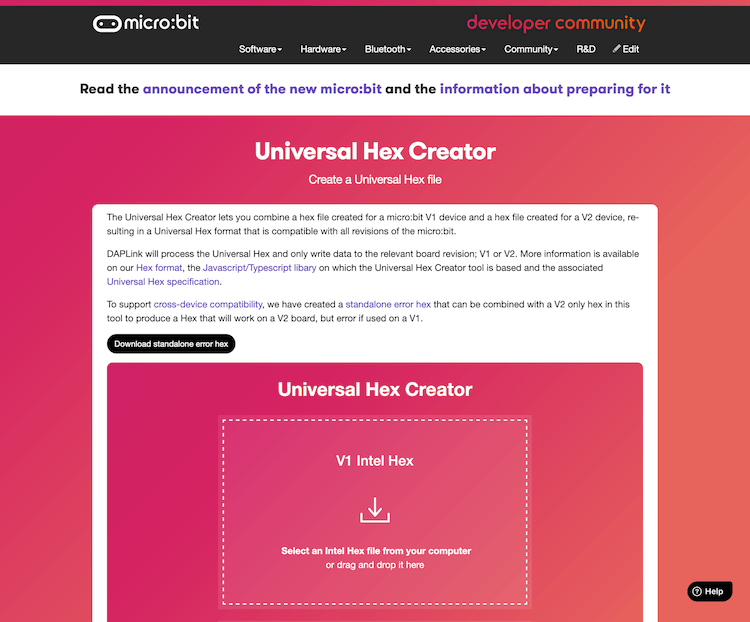 micro:bit
developer community
Software
Hardware
Bluetooth
Accessories
Community
R&D
Edit
Read the announcement of the new micro:bit and the information about preparing for it
Universal Hex Creator
Create a Universal Hex file
The Universal Hex Creator lets you combine a hex file created for a micro:bit V1 device and a hex file created for a V2 device, re-
sulting in a Universal Hex format that is compatible with all revisions of the micro:bit.
DAPLink will process the Universal Hex and only write data to the relevant board revision; V1 or V2. More information is available
on our Hex format, the Javascript/Typescript libary on which the Universal Hex Creator tool is based and the associated
Universal Hex specification.
To support cross-device compatibility, we have created a standalone error hex that can be combined with a V2 only hex in this
tool to produce a Hex that will work on a V2 board, but error if used on a V1.
Download standalone error hex
Universal Hex Creator
V1 Intel Hex
Select an Intel Hex file from your computer
or drag and drop it here
Help